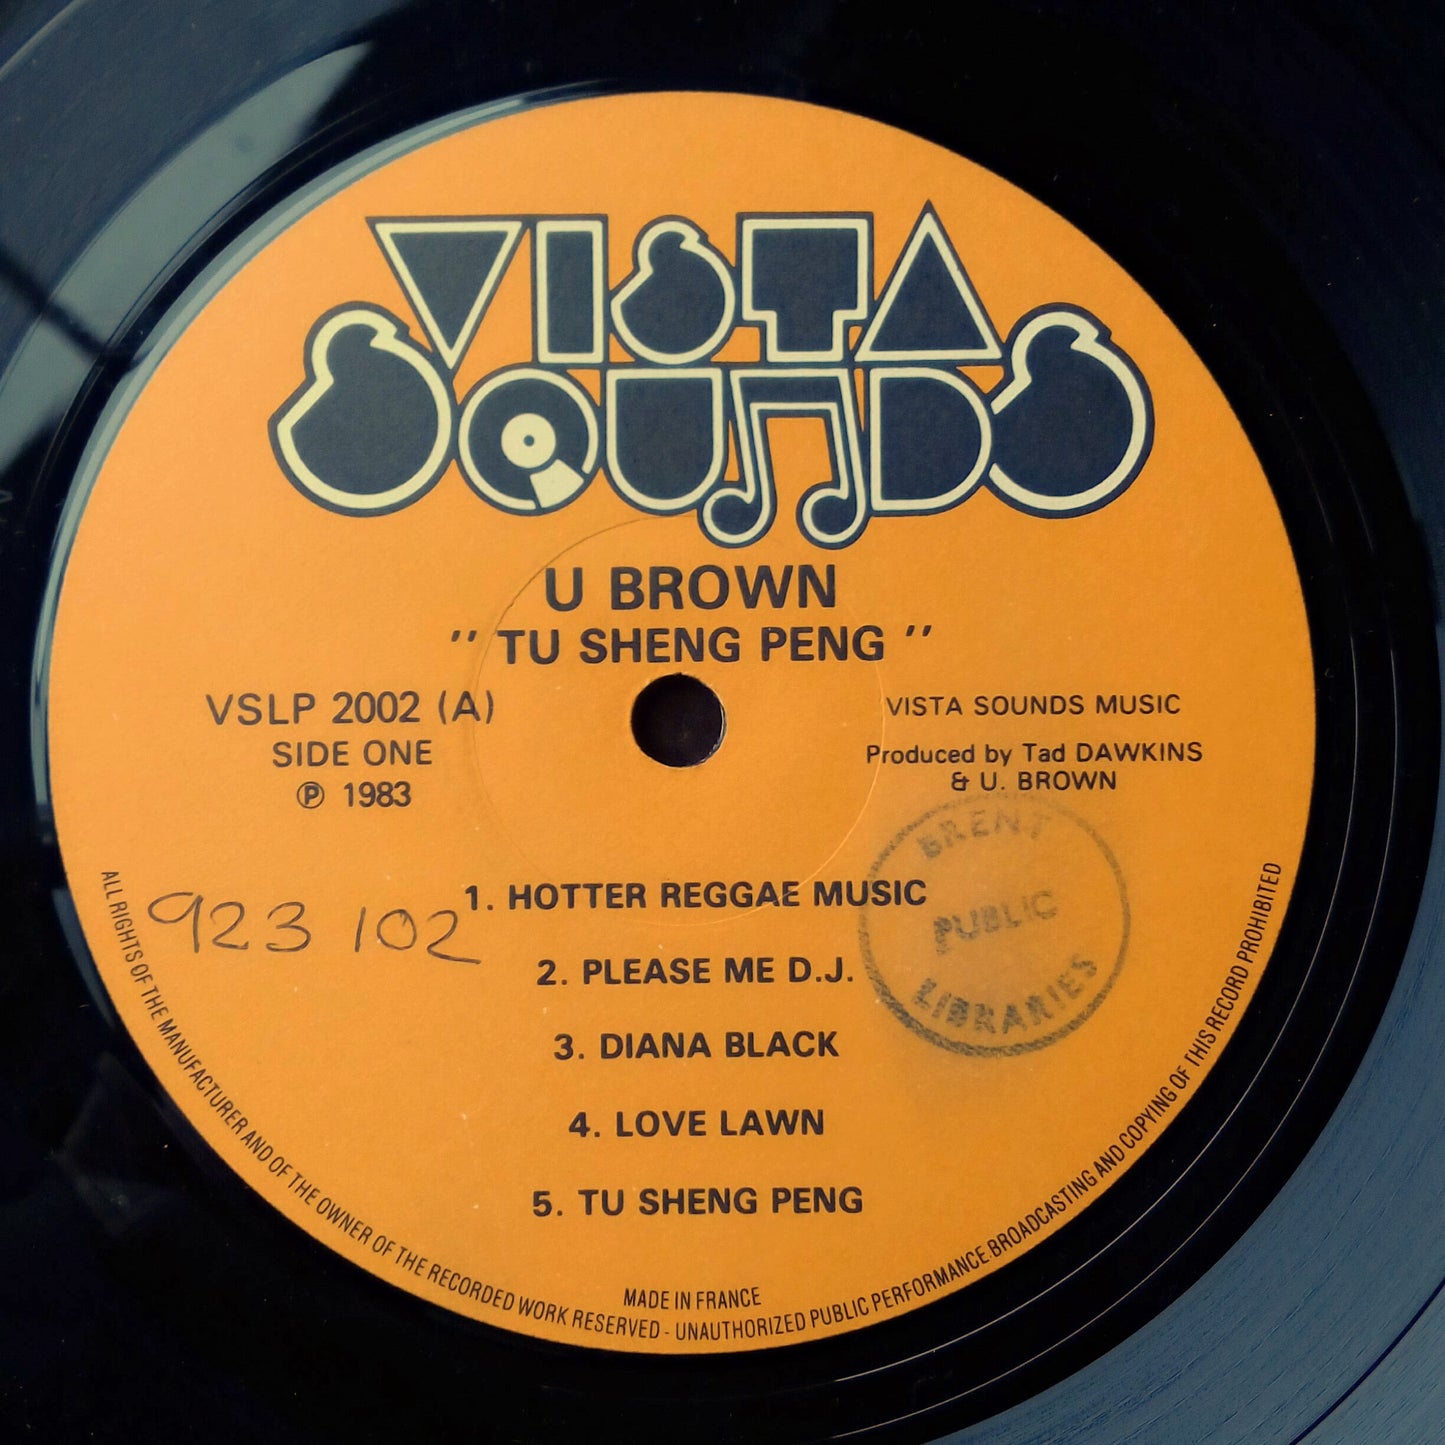 VISTA
SOUNDS
U BROWN
" TU SHENG PENG "
VSLP 2002 (A)
SIDE ONE
℗ 1983
VISTA SOUNDS MUSIC
Produced by Tad DAWKINS
& U. BROWN
BRENT
PUBLIC
LIBRARIES
923 102
1. HOTTER REGGAE MUSIC
2. PLEASE ME D.J.
3. DIANA BLACK
4. LOVE LAWN
5. TU SHENG PENG
MADE IN FRANCE
ALL RIGHTS OF THE MANUFACTURER AND OF THE OWNER OF THE RECORDED WORK RESERVED - UNAUTHORIZED PUBLIC PERFORMANCE.BROADCASTING AND COPYING OF THIS RECORD PROHIBITED